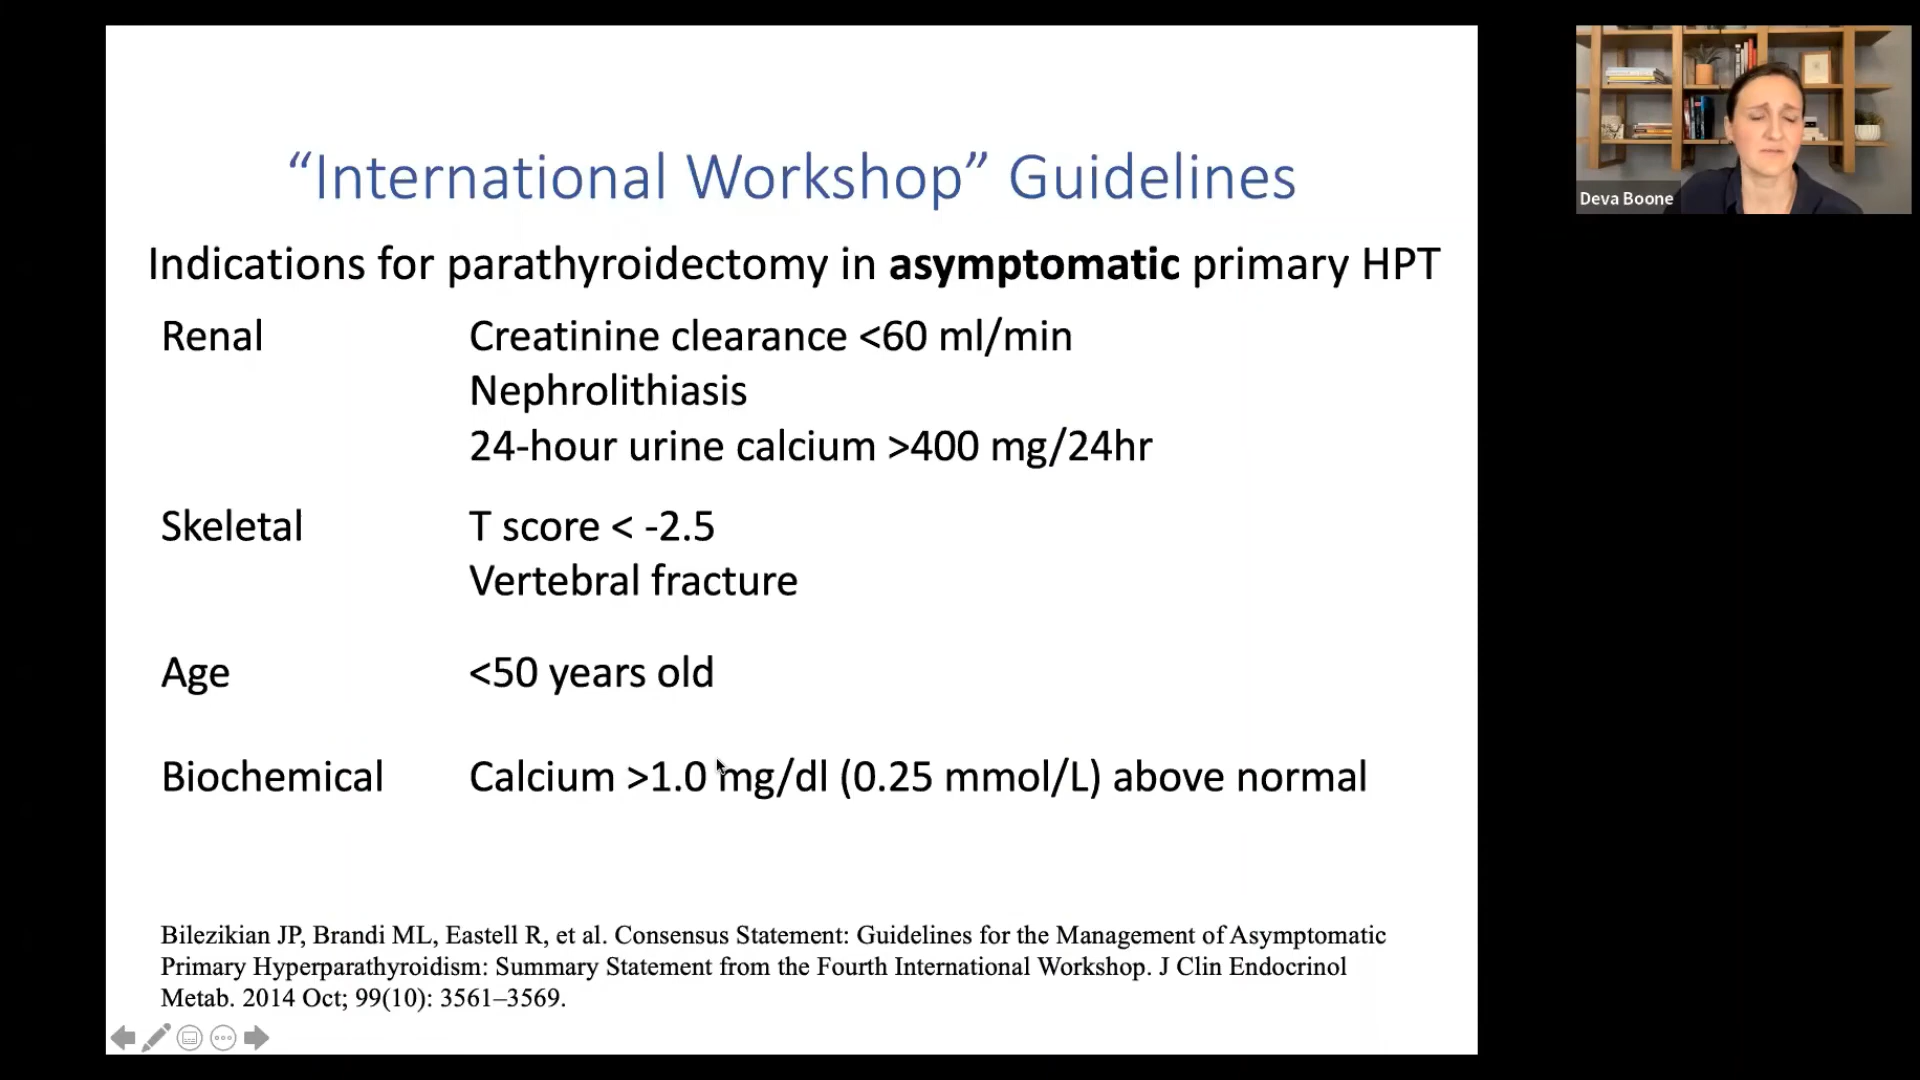 “International Workshop” Guidelines
Indications for parathyroidectomy in asymptomatic primary HPT
Renal Creatinine clearance <60 ml/min
Nephrolithiasis
24-hour urine calcium >400 mg/24hr
Skeletal T score < -2.5
Vertebral fracture
Age <50 years old
Biochemical Calcium >1.0 mg/dl (0.25 mmol/L) above normal
Bilezikian JP, Brandi ML, Eastell R, et al. Consensus Statement: Guidelines for the Management of Asymptomatic
Primary Hyperparathyroidism: Summary Statement from the Fourth International Workshop. J Clin Endocrinol
Metab. 2014 Oct; 99(10): 3561–3569.
Deva Boone